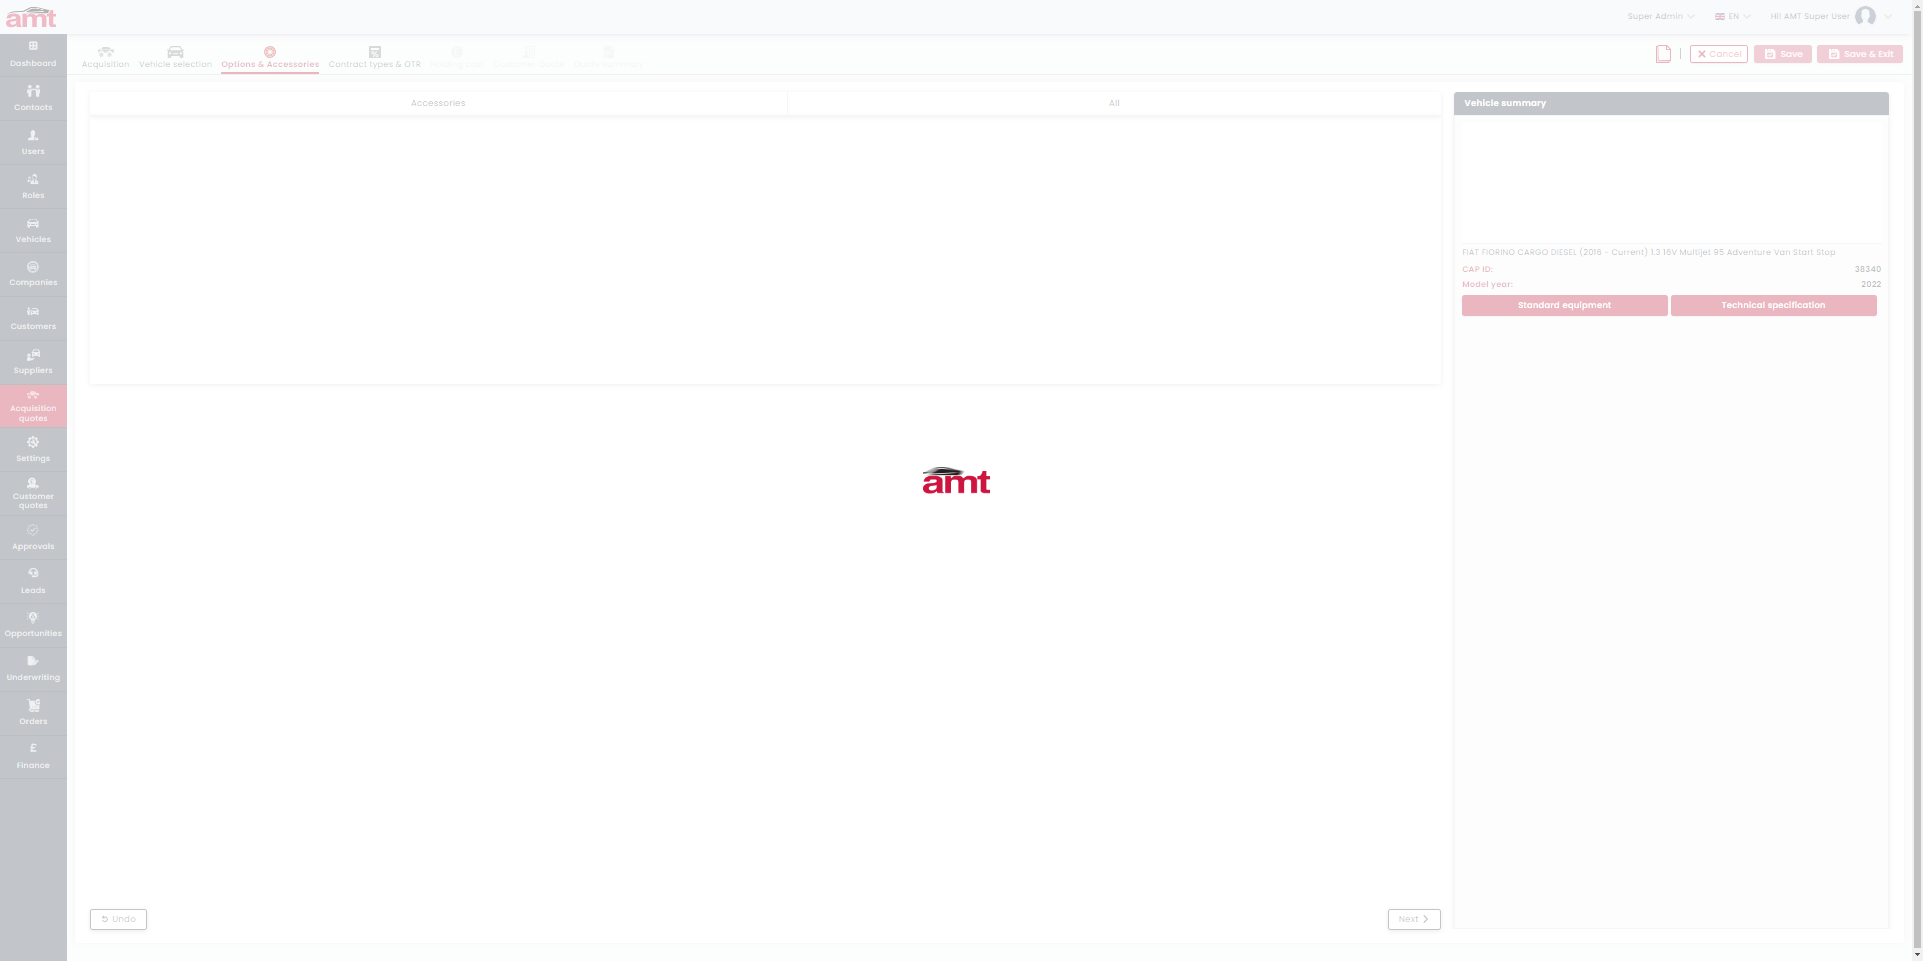 amt
Super Admin
EN
Hi! AMT Super User
Dashboard
Contacts
Users
Roles
Vehicles
Companies
Customers
Suppliers
Acquisition
quotes
Settings
Customer
quotes
Approvals
Leads
Opportunities
Underwriting
Orders
£
Finance
Acquisition
Vehicle selection
Options & Accessories
Contract types & OTR
Cancel
Save
Save & Exit
Accessories
All
Vehicle summary
FIAT FIORINO CARGO DIESEL (2016 - Current) 1.3 16V Multijet 95 Adventure Van Start Stop
CAP ID: 38340
Model year: 2022
Standard equipment
Technical specification
amt
Undo
Next